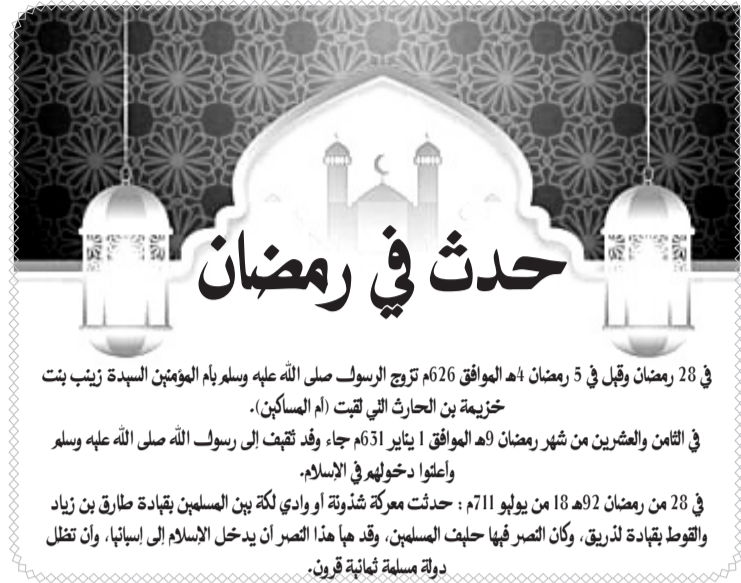 حدث في رمضان
في 28 رمضان وقيل في 5 رمضان 4هـ الموافق 626م تزوج الرسول صلى الله عليه وسلم بأم المؤمنين السيدة زينب بنت
خزيمة بن الحارث التي لقبت (أم المساكين).
في الثامن والعشرين من شهر رمضان 9هـ الموافق 1 يناير 631م جاء وفد ثقيف إلى رسول الله صلى الله عليه وسلم
وأعلنوا دخولهم في الإسلام.
في 28 من رمضان 92هـ 18 من يوليو 711م : حدثت معركة شذونة أو وادي لكة بين المسلمين بقيادة طارق بن زياد
والقوط بقيادة لذريق، وكان النصر فيها حليف المسلمين، وقد هيأ هذا النصر أن يدخل الإسلام إلى إسبانيا، وأن تظل
دولة مسلمة ثمانية قرون.